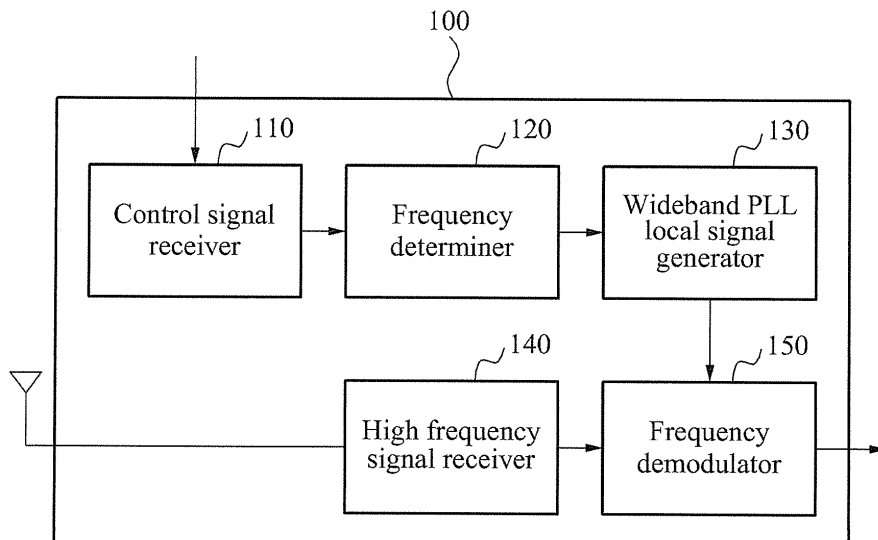 100
110
120
130
Control signal
receiver
Frequency
determiner
Wideband PLL
local signal
generator
140
150
High frequency
signal receiver
Frequency
demodulator